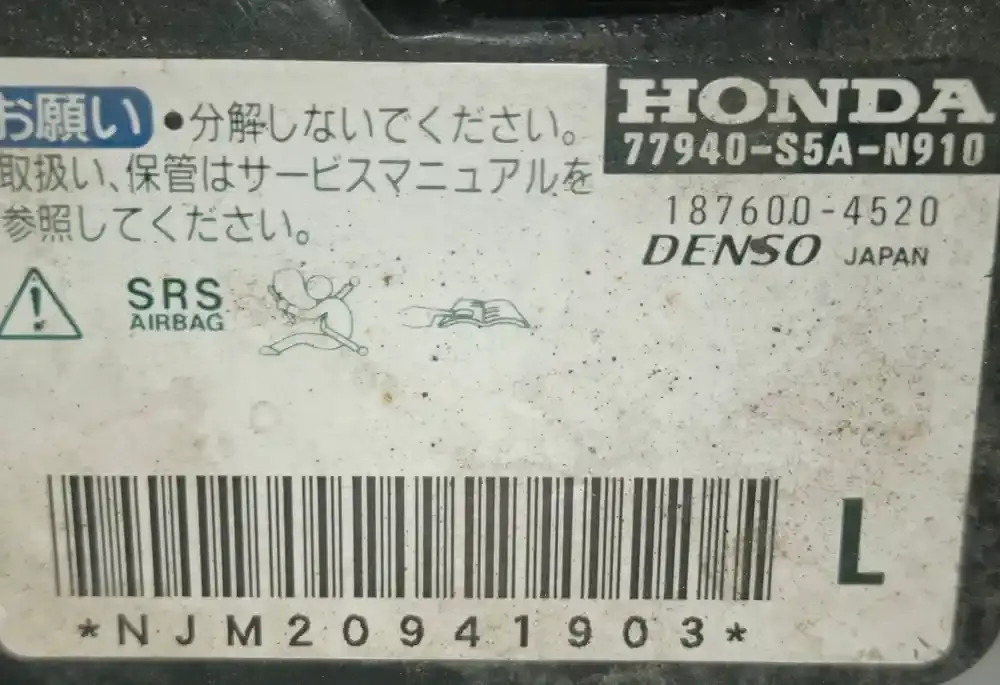 お願い •分解しないでください。
取扱い、保管はサービスマニュアルを
参照してください。
HONDA
77940-S5A-N910
187600-4520
DENSO JAPAN
SRS
AIRBAG
L
*NJM20941903*